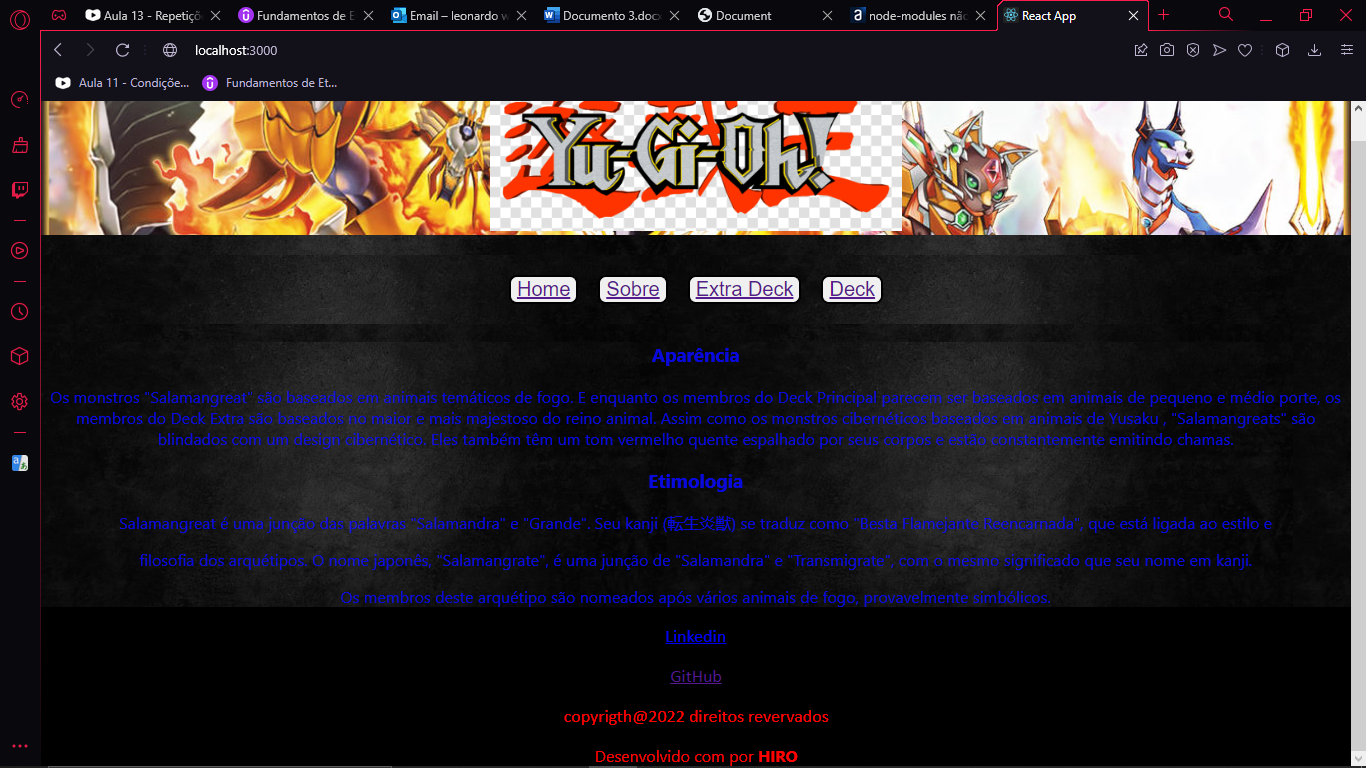 Aula 13 - Repetiçõe
Fundamentos de E
Email – leonardo w
Documento 3.docx
Document
node-modules não
React App
localhost:3000
Aula 11 - Condiçõe...
Fundamentos de Et...
Yu-Gi-Oh!
Home Sobre Extra Deck Deck
Aparência
Os monstros "Salamangreat" são baseados em animais temáticos de fogo. E enquanto os membros do Deck Principal parecem ser baseados em animais de pequeno e médio porte, os
membros do Deck Extra são baseados no maior e mais majestoso do reino animal. Assim como os monstros cibernéticos baseados em animais de Yusaku , "Salamangreats" são
blindados com um design cibernético. Eles também têm um tom vermelho quente espalhado por seus corpos e estão constantemente emitindo chamas.
Etimologia
Salamangreat é uma junção das palavras "Salamandra" e "Grande". Seu kanji (転生炎獣) se traduz como "Besta Flamejante Reencarnada", que está ligada ao estilo e
filosofia dos arquétipos. O nome japonês, "Salamangrate", é uma junção de "Salamandra" e "Transmigrate", com o mesmo significado que seu nome em kanji.
Os membros deste arquétipo são nomeados após vários animais de fogo, provavelmente simbólicos.
Linkedin
GitHub
copyrigth@2022 direitos revervados
Desenvolvido com por HIRO